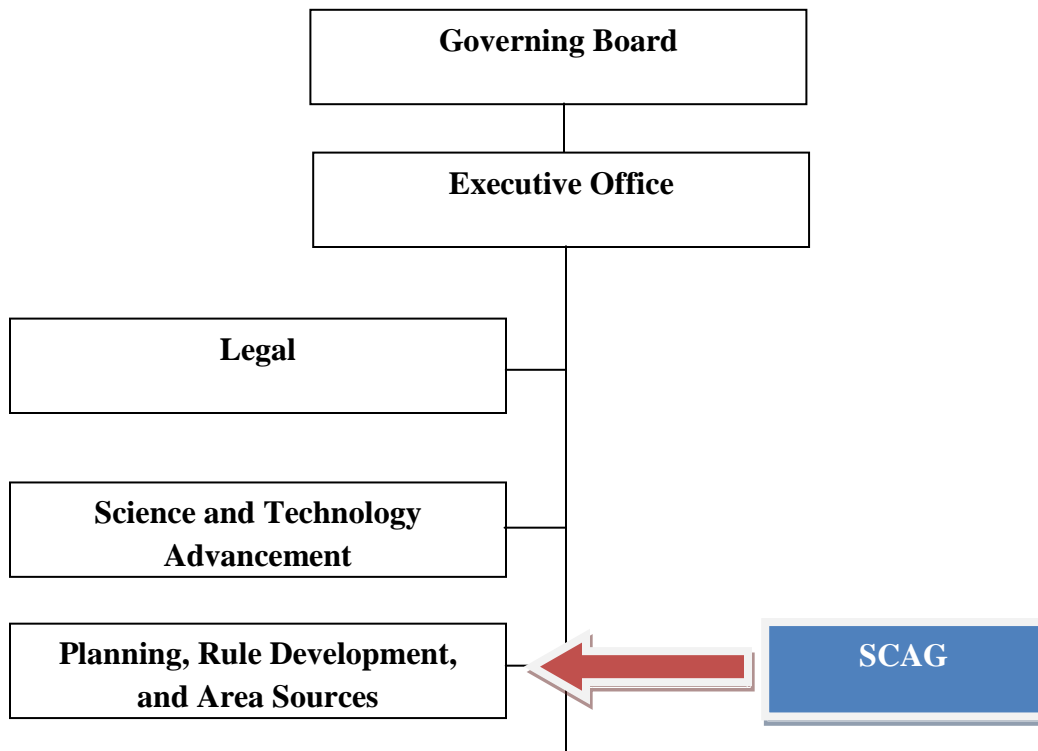 Governing Board
Executive Office
Legal
Science and Technology
Advancement
Planning, Rule Development,
and Area Sources
SCAG